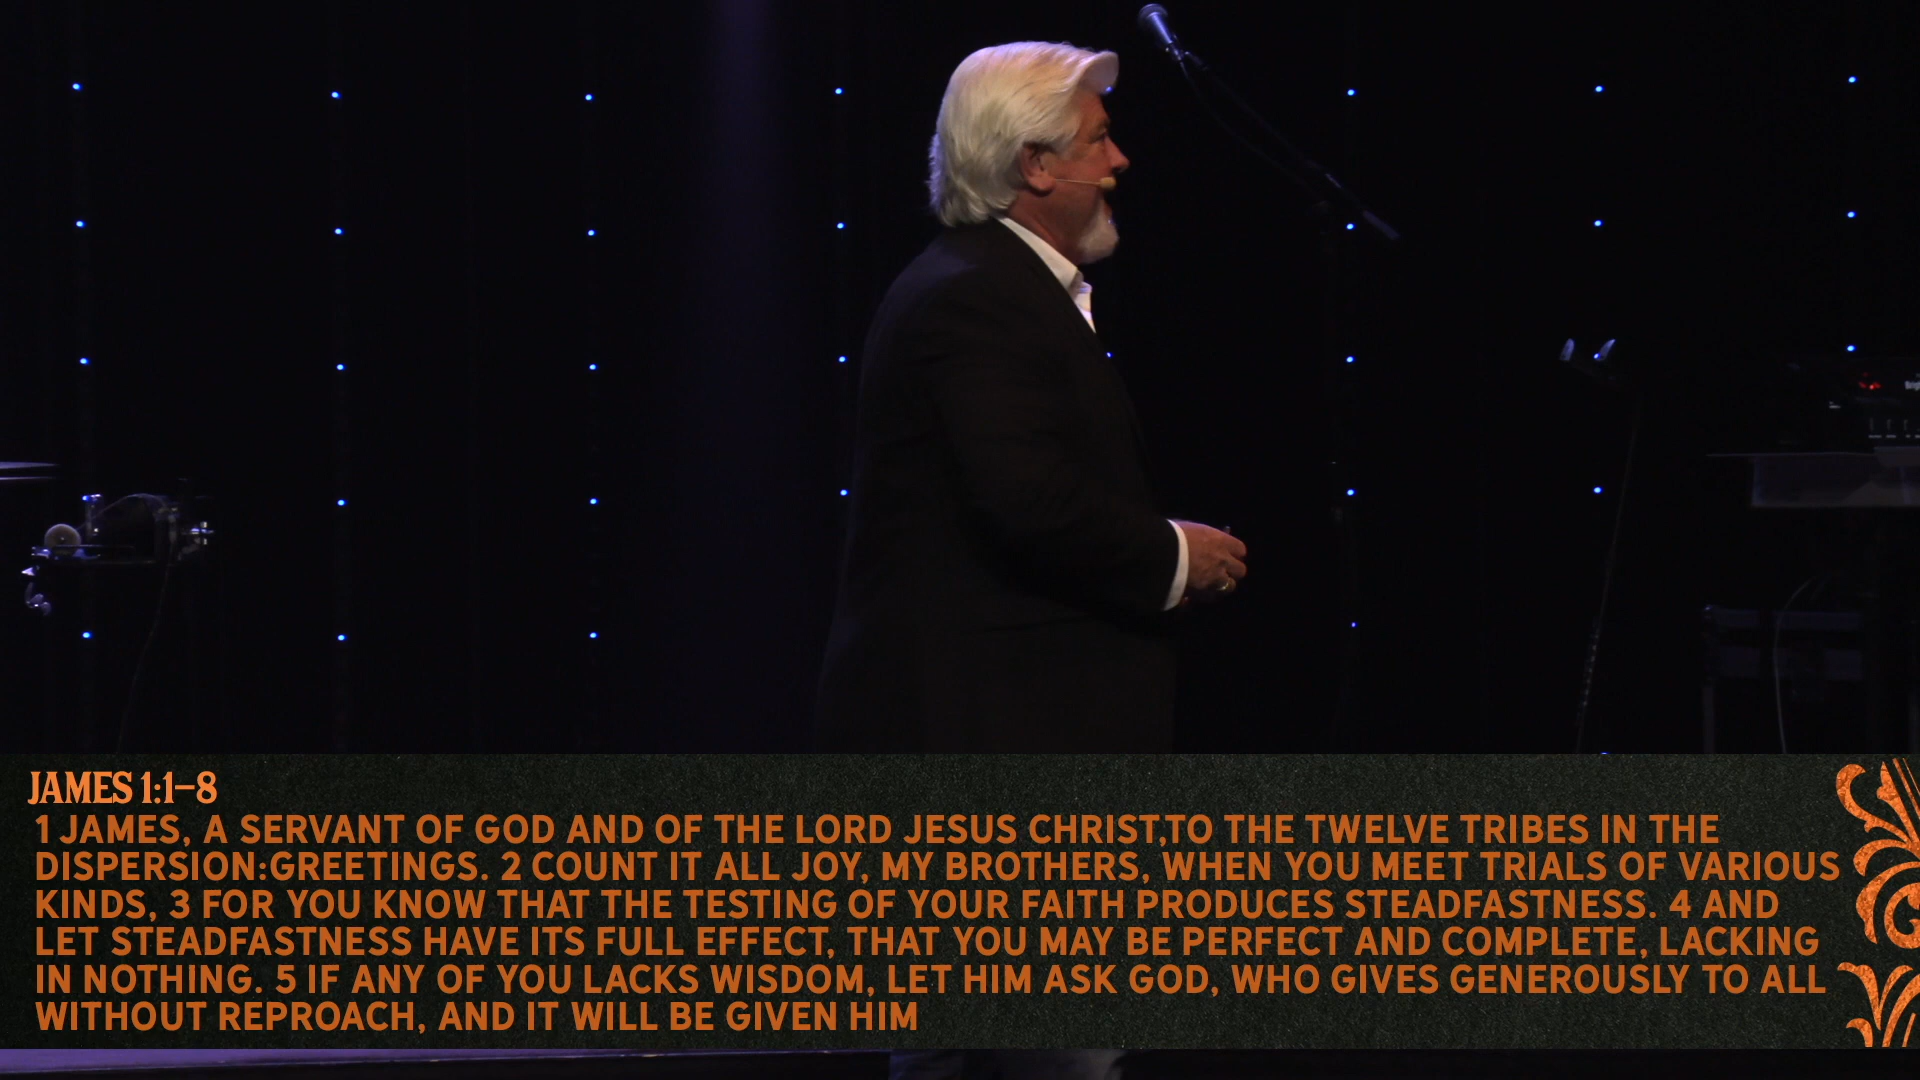 JAMES 1:1–8
1 JAMES, A SERVANT OF GOD AND OF THE LORD JESUS CHRIST,TO THE TWELVE TRIBES IN THE
DISPERSION:GREETINGS. 2 COUNT IT ALL JOY, MY BROTHERS, WHEN YOU MEET TRIALS OF VARIOUS
KINDS, 3 FOR YOU KNOW THAT THE TESTING OF YOUR FAITH PRODUCES STEADFASTNESS. 4 AND
LET STEADFASTNESS HAVE ITS FULL EFFECT, THAT YOU MAY BE PERFECT AND COMPLETE, LACKING
IN NOTHING. 5 IF ANY OF YOU LACKS WISDOM, LET HIM ASK GOD, WHO GIVES GENEROUSLY TO ALL
WITHOUT REPROACH, AND IT WILL BE GIVEN HIM